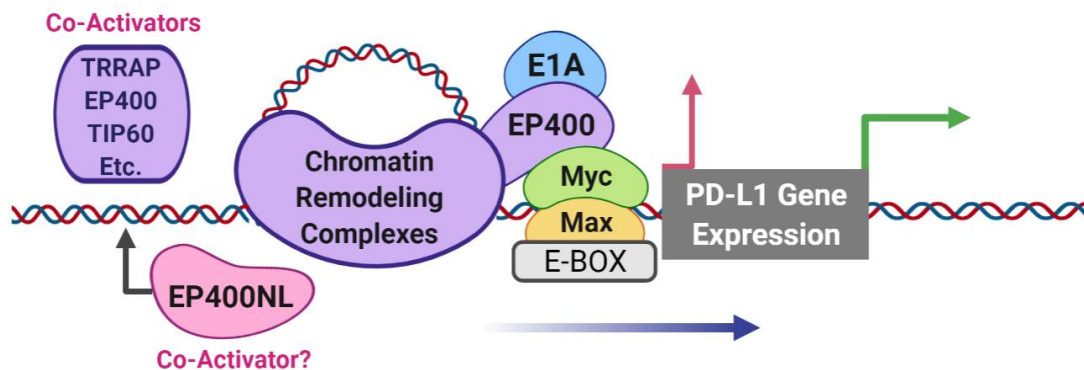 Co-Activators
TRRAP
EP400
TIP60
Etc.
EP400NL
Co-Activator?
Chromatin
Remodeling
Complexes
E1A
EP400
Myc
Max
E-BOX
PD-L1 Gene
Expression